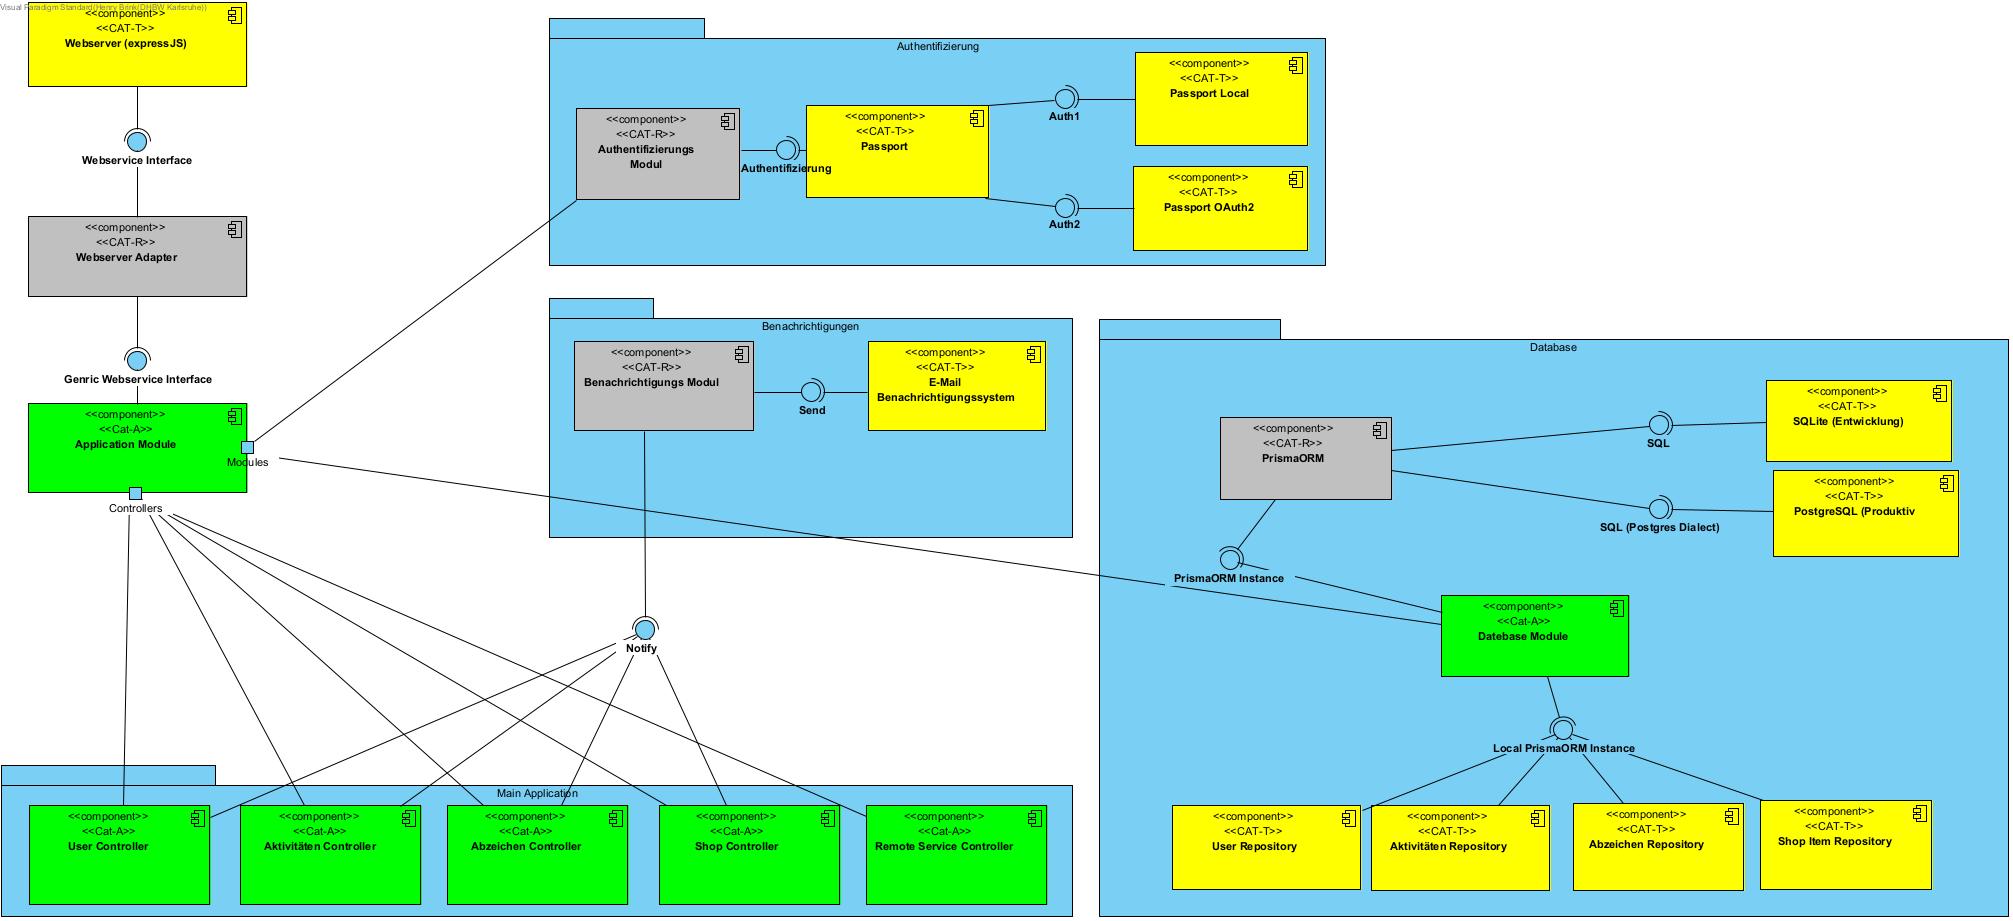 Visual Paradigm Standard(Henry Brink(DHBW Karlsruhe))
<<component>>
<<CAT-T>>
Webserver (expressJS)
Webservice Interface
<<component>>
<<CAT-R>>
Webserver Adapter
Genric Webservice Interface
<<component>>
<<Cat-A>>
Application Module
Modules
Controllers
Authentifizierung
<<component>>
<<CAT-R>>
Authentifizierungs
Modul
Authentifizierung
<<component>>
<<CAT-T>>
Passport
Auth1
Auth2
<<component>>
<<CAT-T>>
Passport Local
<<component>>
<<CAT-T>>
Passport OAuth2
Benachrichtigungen
<<component>>
<<CAT-R>>
Benachrichtigungs Modul
Send
<<component>>
<<CAT-T>>
E-Mail
Benachrichtigungssystem
Notify
Database
<<component>>
<<CAT-R>>
PrismaORM
SQL
<<component>>
<<CAT-T>>
SQLite (Entwicklung)
SQL (Postgres Dialect)
<<component>>
<<CAT-T>>
PostgreSQL (Produktiv
PrismaORM Instance
<<component>>
<<Cat-A>>
Datebase Module
Local PrismaORM Instance
<<component>>
<<CAT-T>>
User Repository
<<component>>
<<CAT-T>>
Aktivitäten Repository
<<component>>
<<CAT-T>>
Abzeichen Repository
<<component>>
<<CAT-T>>
Shop Item Repository
Main Application
<<component>>
<<Cat-A>>
User Controller
<<component>>
<<Cat-A>>
Aktivitäten Controller
<<component>>
<<Cat-A>>
Abzeichen Controller
<<component>>
<<Cat-A>>
Shop Controller
<<component>>
<<Cat-A>>
Remote Service Controller